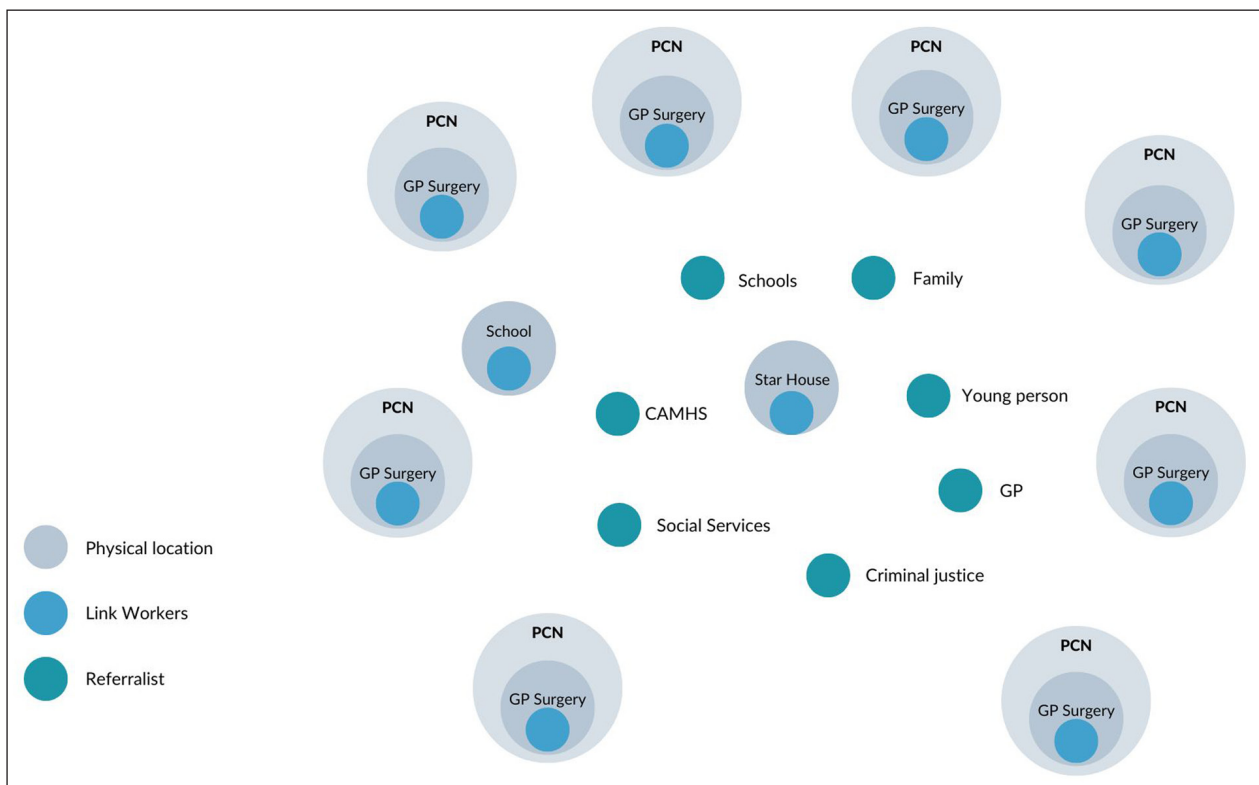 PCN
GP Surgery
PCN
GP Surgery
PCN
GP Surgery
PCN
GP Surgery
Schools
Family
School
Star House
Young person
CAMHS
PCN
GP Surgery
PCN
GP Surgery
GP
Social Services
Criminal justice
Physical location
Link Workers
Referralist
PCN
GP Surgery
PCN
GP Surgery